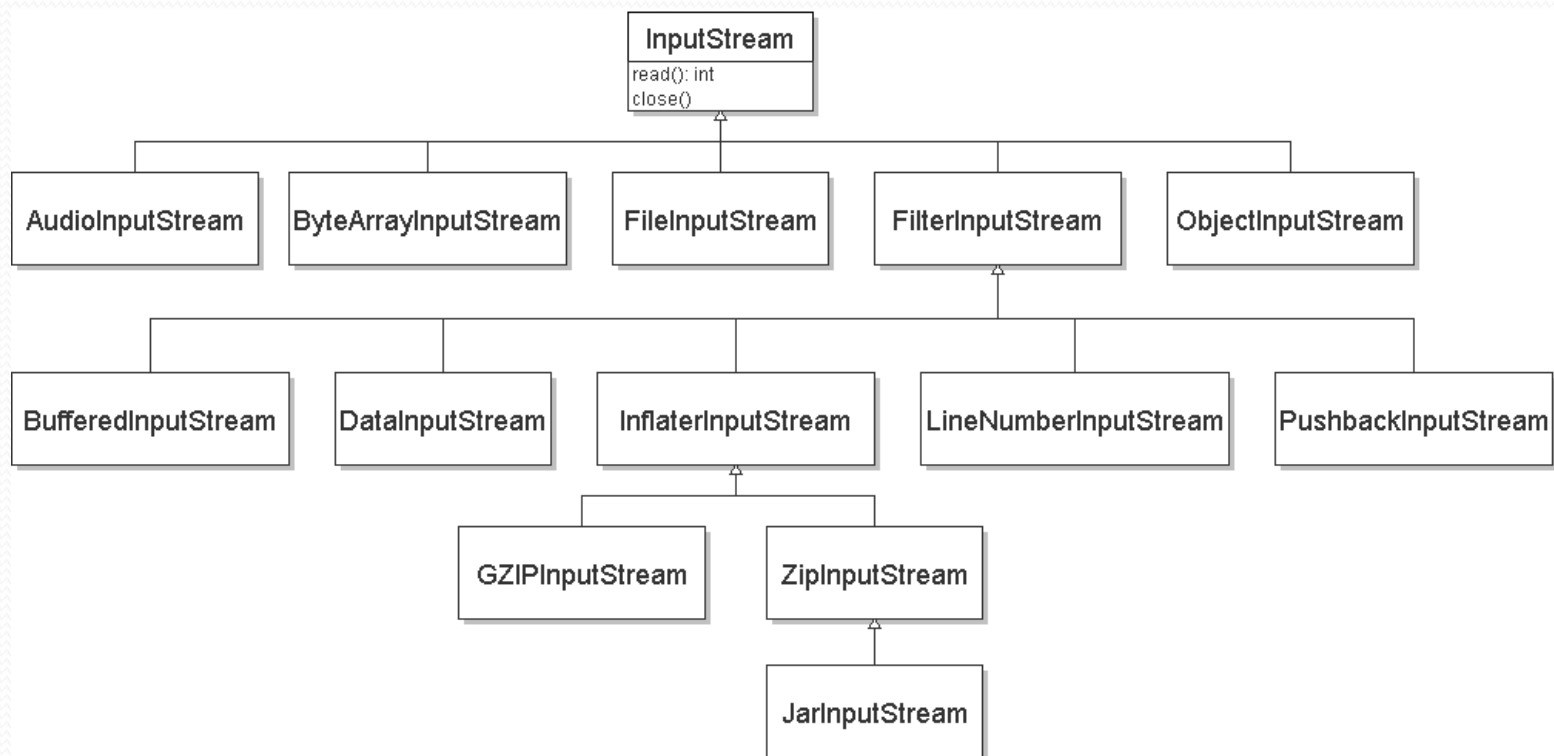 InputStream
read(): int
close()
AudioInputStream
ByteArrayInputStream
FileInputStream
FilterInputStream
ObjectInputStream
BufferedInputStream
DataInputStream
InflaterInputStream
LineNumberInputStream
PushbackInputStream
GZIPInputStream
ZipInputStream
JarInputStream